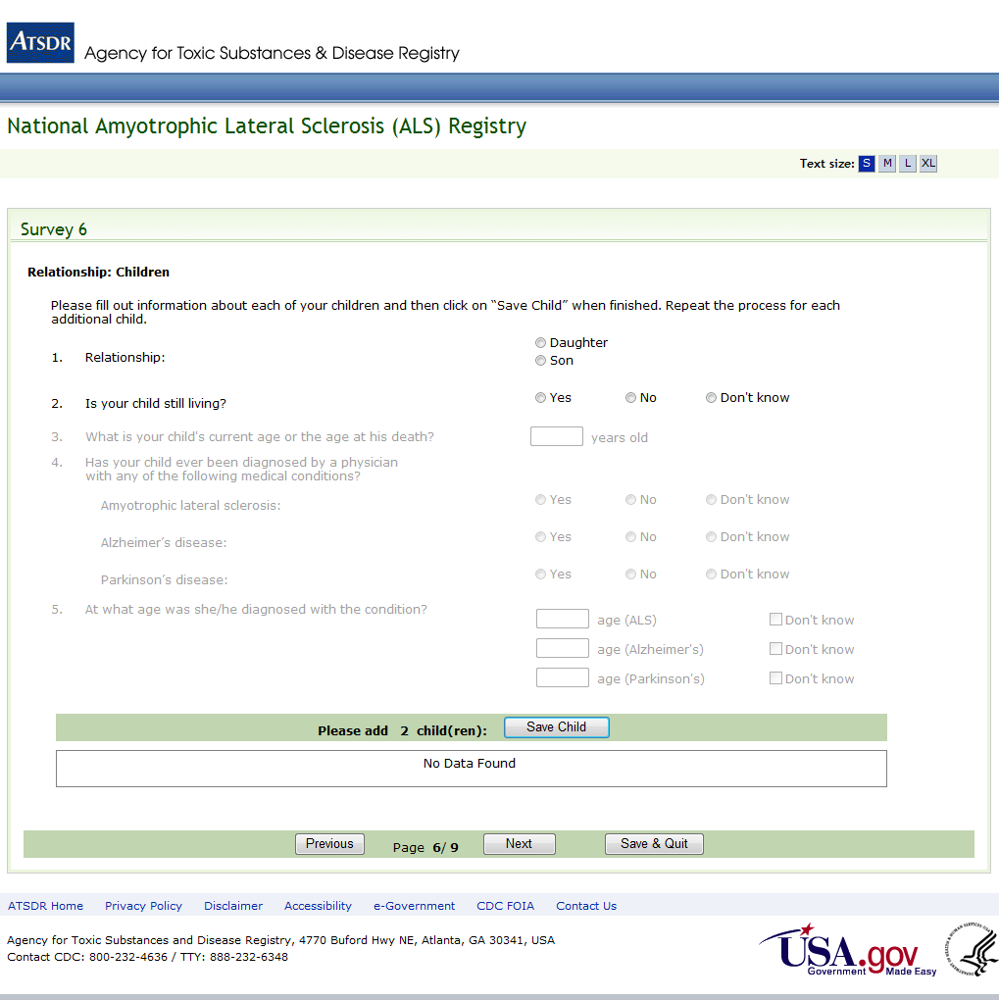 ATSDR
Agency for Toxic Substances & Disease Registry
National Amyotrophic Lateral Sclerosis (ALS) Registry
Text size: S M L XL
Survey 6
Relationship: Children
Please fill out information about each of your children and then click on “Save Child” when finished. Repeat the process for each
additional child.
1. Relationship:
Daughter
Son
2. Is your child still living?
Yes No Don't know
3. What is your child's current age or the age at his death? years old
4. Has your child ever been diagnosed by a physician
with any of the following medical conditions?
Amyotrophic lateral sclerosis: Yes No Don't know
Alzheimer’s disease: Yes No Don't know
Parkinson’s disease: Yes No Don't know
5. At what age was she/he diagnosed with the condition?
age (ALS) Don't know
age (Alzheimer's) Don't know
age (Parkinson's) Don't know
Please add 2 child(ren): Save Child
No Data Found
Previous Page 6/ 9 Next Save & Quit
ATSDR Home Privacy Policy Disclaimer Accessibility e-Government CDC FOIA Contact Us
Agency for Toxic Substances and Disease Registry, 4770 Buford Hwy NE, Atlanta, GA 30341, USA
Contact CDC: 800-232-4636 / TTY: 888-232-6348
USA.gov
Government Made Easy